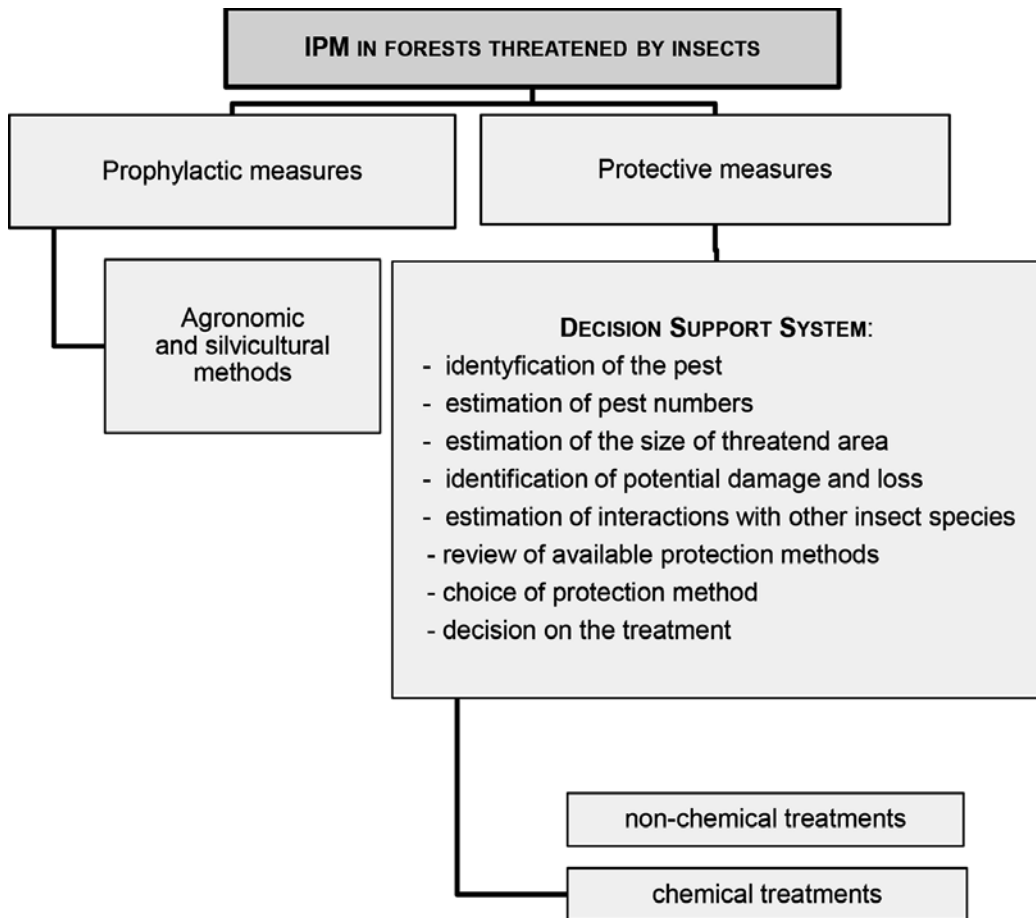 IPM IN FORESTS THREATENED BY INSECTS
Prophylactic measures
Protective measures
Agronomic
and silvicultural
methods
DECISION SUPPORT SYSTEM:
- identyfication of the pest
- estimation of pest numbers
- estimation of the size of threatend area
- identification of potential damage and loss
- estimation of interactions with other insect species
- review of available protection methods
- choice of protection method
- decision on the treatment
non-chemical treatments
chemical treatments